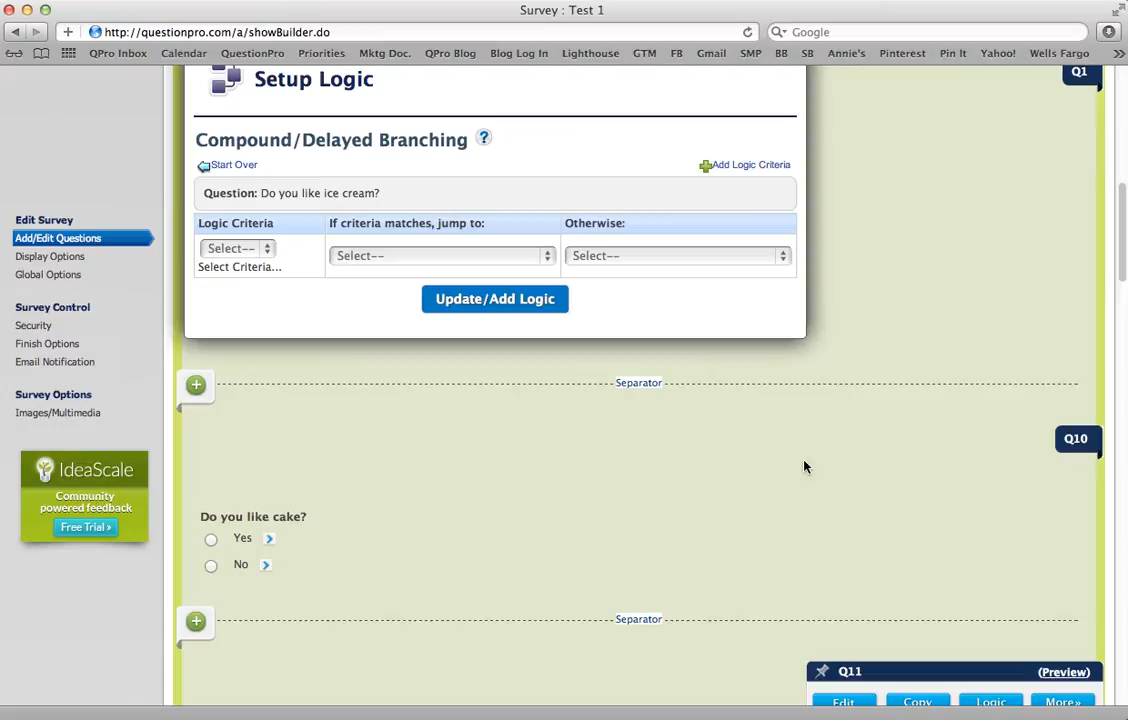 Survey : Test 1
http://questionpro.com/a/showBuilder.do
Google
QPro Inbox Calendar QuestionPro Priorities Mktg Doc. QPro Blog Blog Log In Lighthouse GTM FB Gmail SMP BB SB Annie's Pinterest Pin It Yahoo! Wells Fargo
Setup Logic
Q1
Compound/Delayed Branching ?
Start Over
Add Logic Criteria
Question: Do you like ice cream?
Logic Criteria If criteria matches, jump to: Otherwise:
Select-- Select-- Select--
Select Criteria...
Update/Add Logic
Edit Survey
Add/Edit Questions
Display Options
Global Options
Survey Control
Security
Finish Options
Email Notification
Survey Options
Images/Multimedia
IdeaScale
Community
powered feedback
Free Trial »
Separator
Q10
Do you like cake?
Yes
No
Separator
Q11 (Preview)
Edit Copy Logic More»